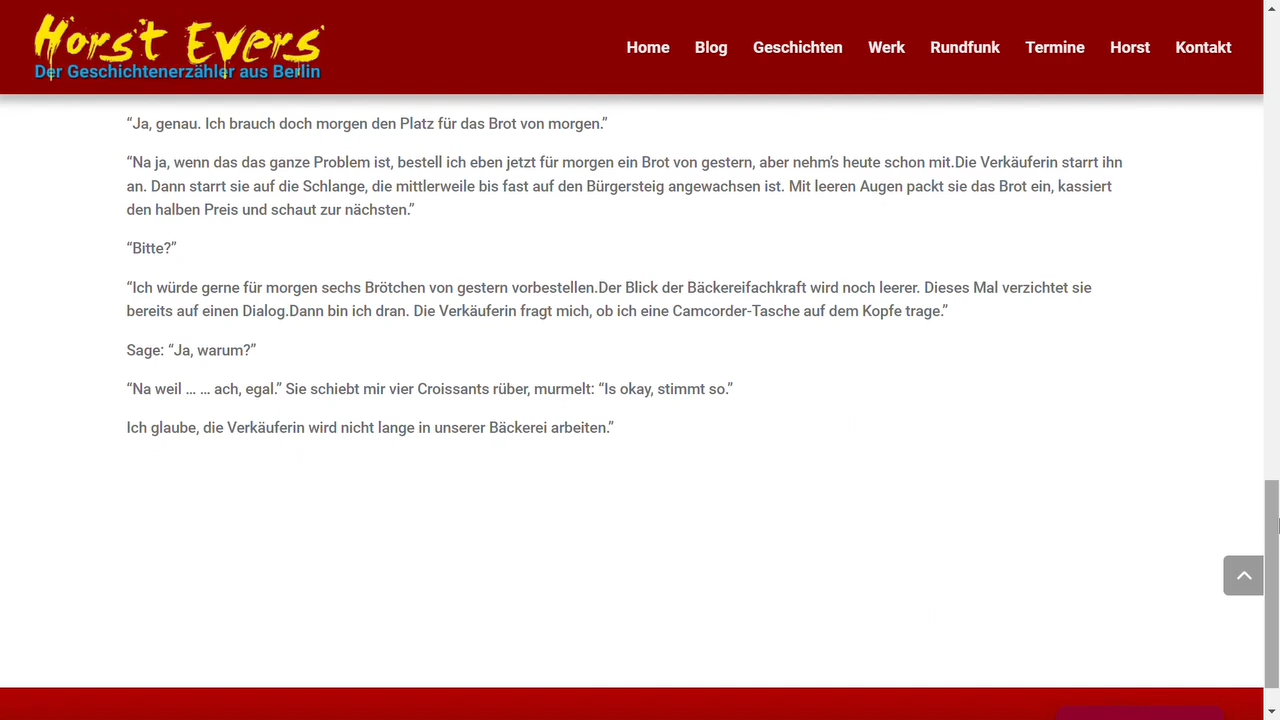 Horst Evers
Der Geschichtenerzähler aus Berlin
Home Blog Geschichten Werk Rundfunk Termine Horst Kontakt
“Ja, genau. Ich brauch doch morgen den Platz für das Brot von morgen.”
“Na ja, wenn das das ganze Problem ist, bestell ich eben jetzt für morgen ein Brot von gestern, aber nehm’s heute schon mit.Die Verkäuferin starrt ihn
an. Dann starrt sie auf die Schlange, die mittlerweile bis fast auf den Bürgersteig angewachsen ist. Mit leeren Augen packt sie das Brot ein, kassiert
den halben Preis und schaut zur nächsten.”
“Bitte?”
“Ich würde gerne für morgen sechs Brötchen von gestern vorbestellen.Der Blick der Bäckereifachkraft wird noch leerer. Dieses Mal verzichtet sie
bereits auf einen Dialog.Dann bin ich dran. Die Verkäuferin fragt mich, ob ich eine Camcorder-Tasche auf dem Kopfe trage.”
Sage: “Ja, warum?”
“Na weil … … ach, egal.” Sie schiebt mir vier Croissants rüber, murmelt: “Is okay, stimmt so.”
Ich glaube, die Verkäuferin wird nicht lange in unserer Bäckerei arbeiten.”